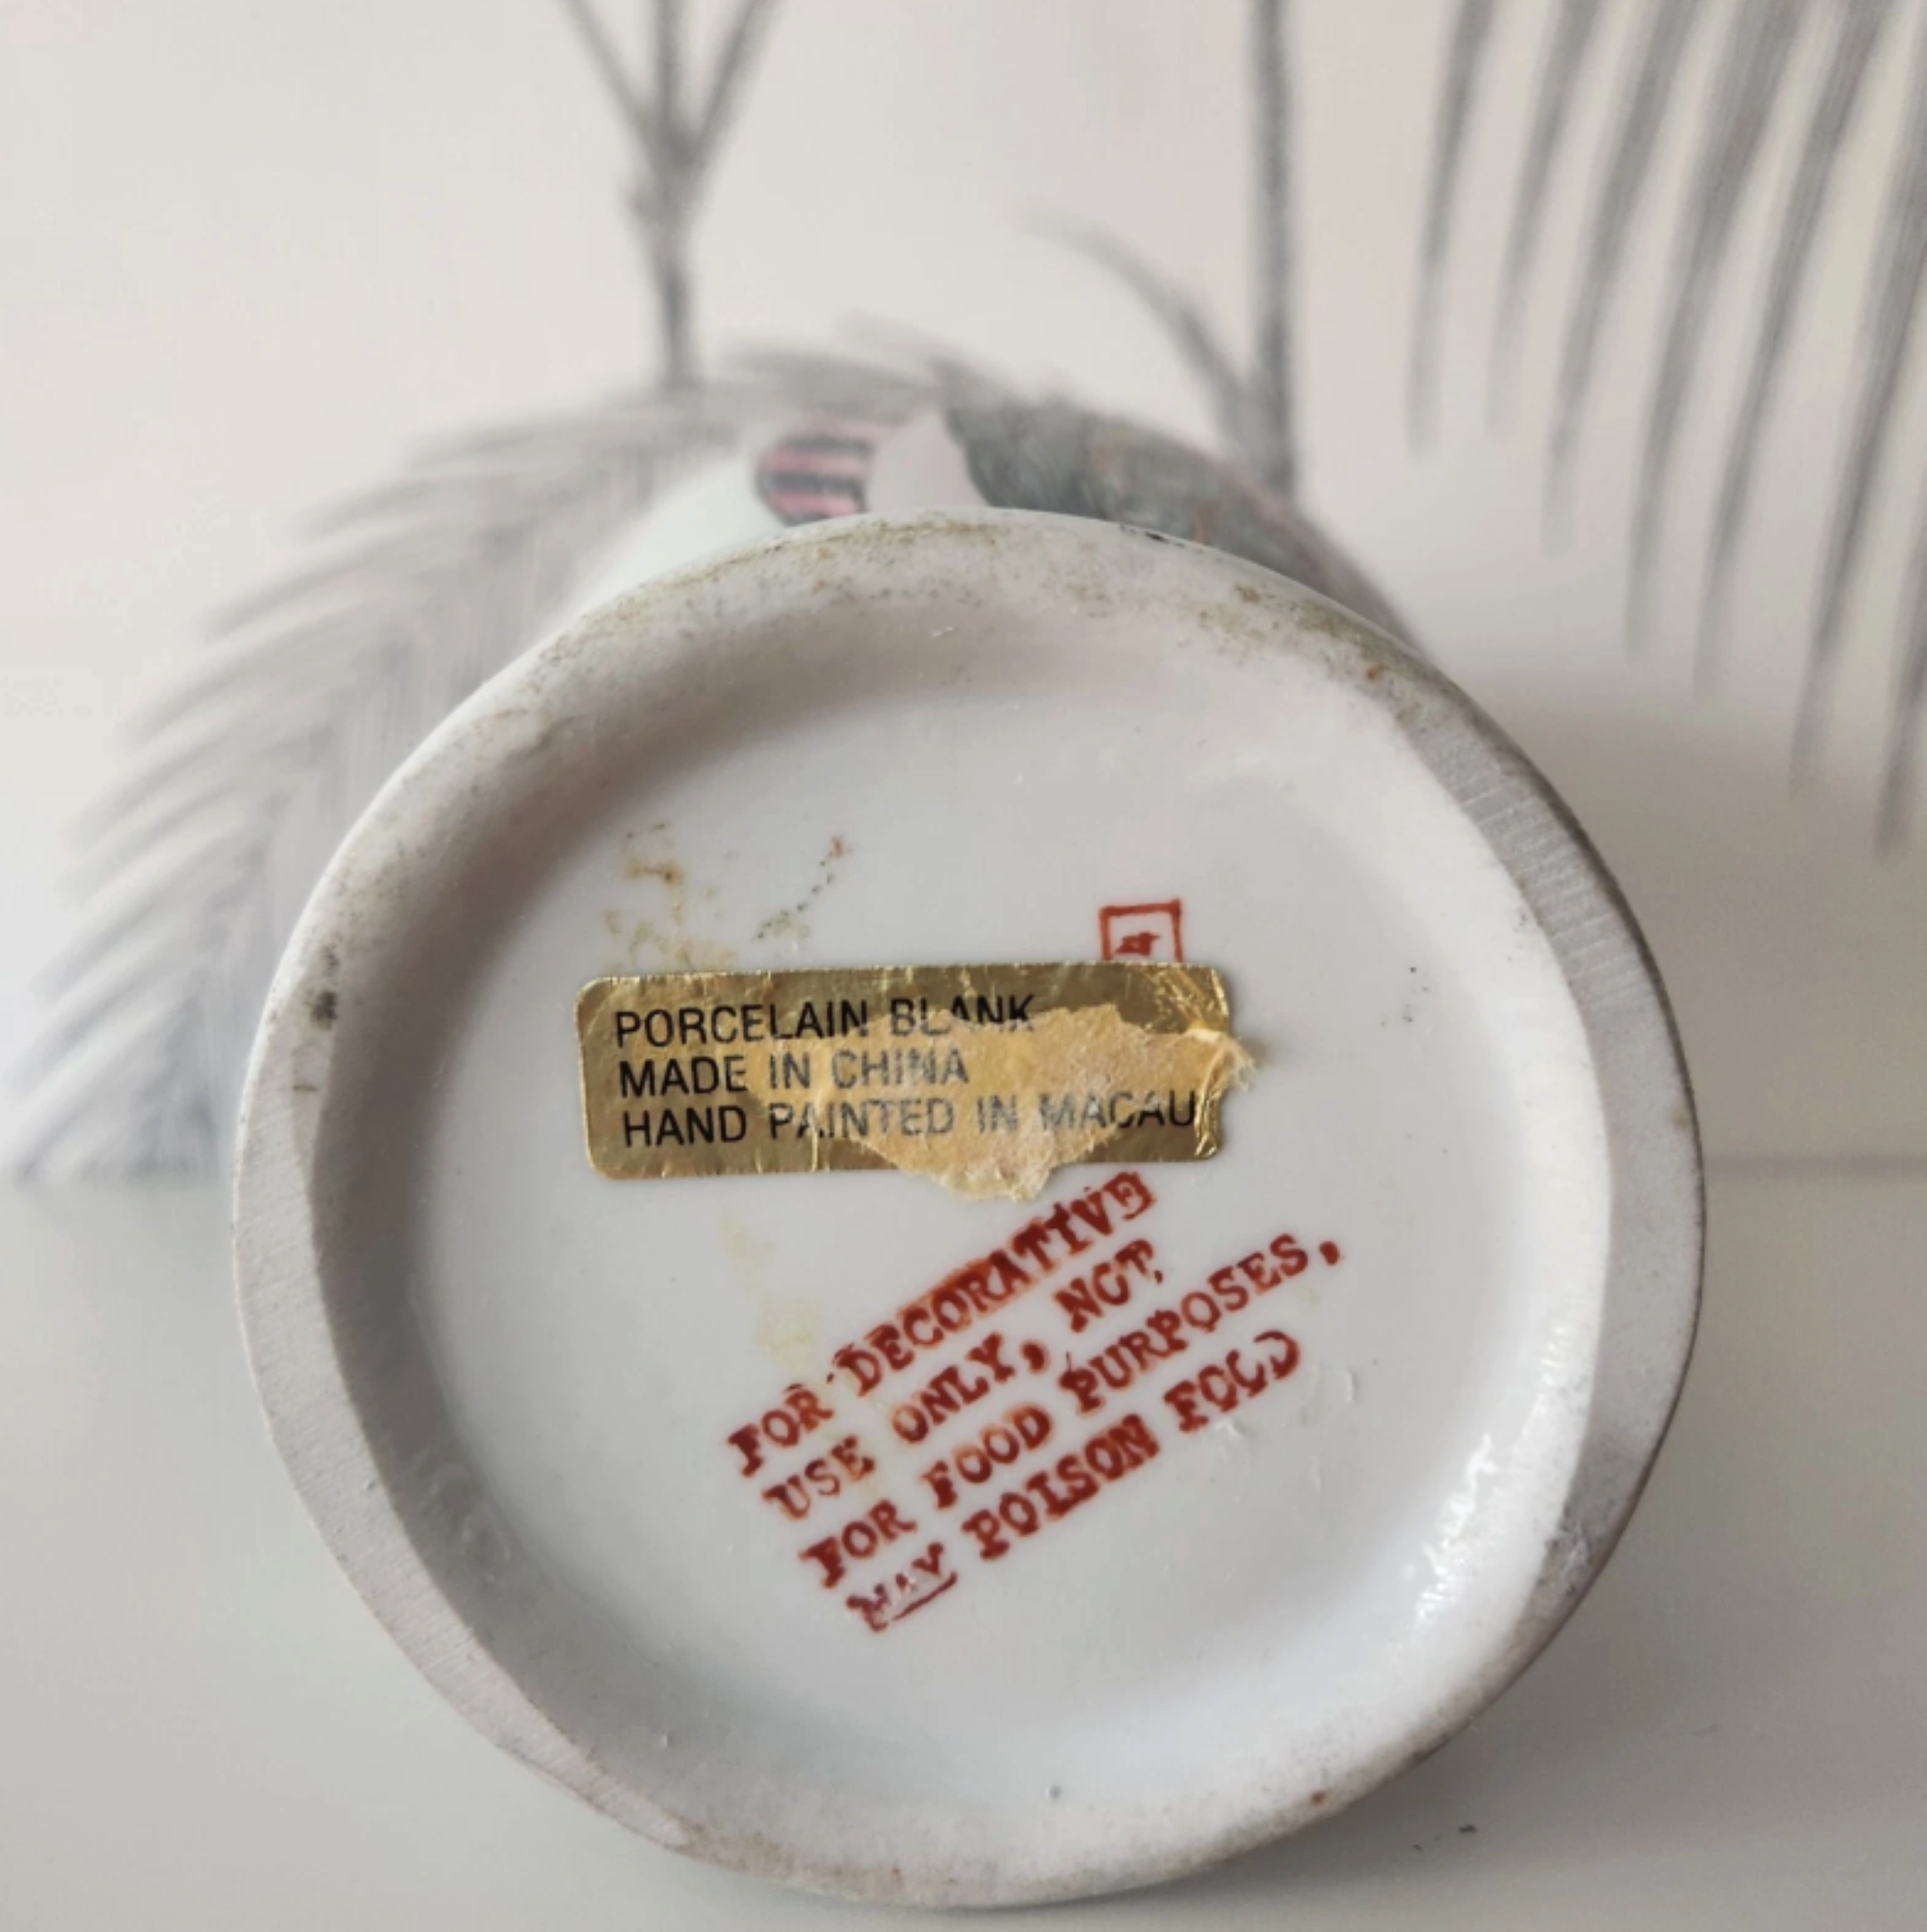 PORCELAIN BLANK
MADE IN CHINA
HAND PAINTED IN MACAU
FOR DECORATIVE
USE ONLY, NOT
FOR FOOD PURPOSES,
MAY POISON FOOD